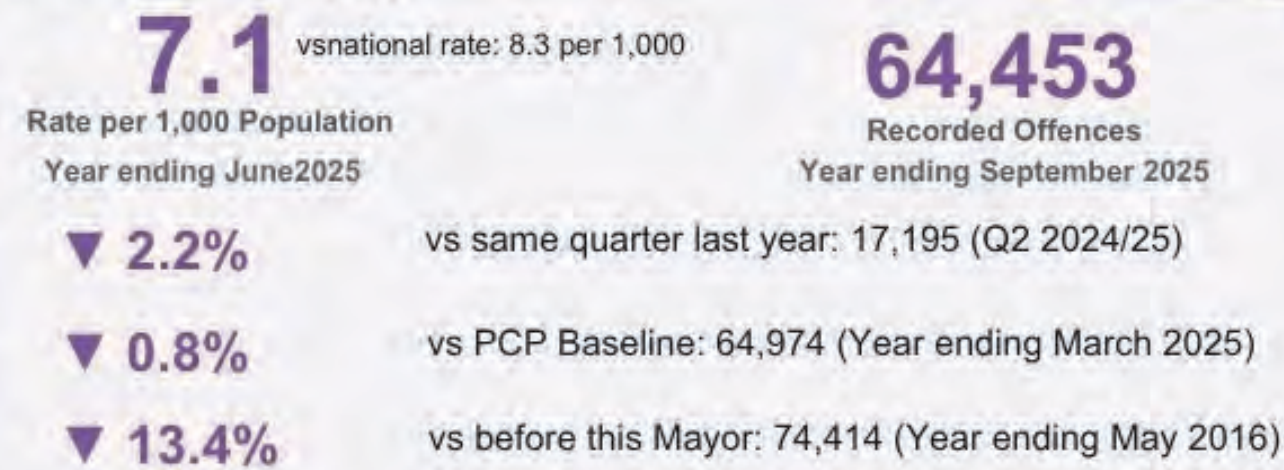 7.1 vsnational rate: 8.3 per 1,000
Rate per 1,000 Population
Year ending June2025
64,453
Recorded Offences
Year ending September 2025
▼ 2.2% vs same quarter last year: 17,195 (Q2 2024/25)
▼ 0.8% vs PCP Baseline: 64,974 (Year ending March 2025)
▼ 13.4% vs before this Mayor: 74,414 (Year ending May 2016)